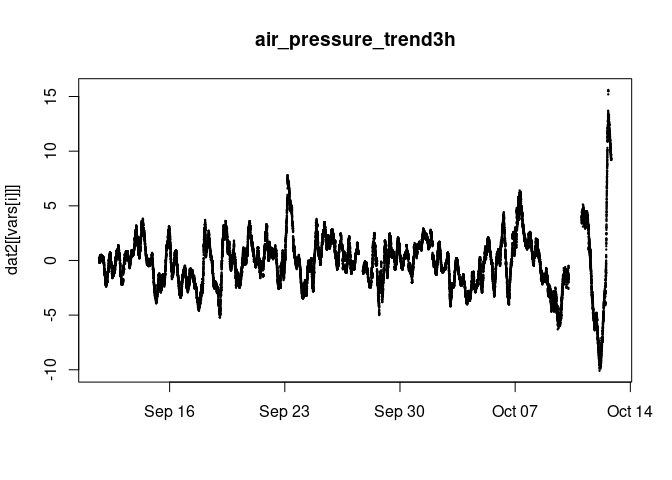 air_pressure_trend3h
dat2[[vars[i]]]
15
10
5
0
-5
-10
Sep 16
Sep 23
Sep 30
Oct 07
Oct 14